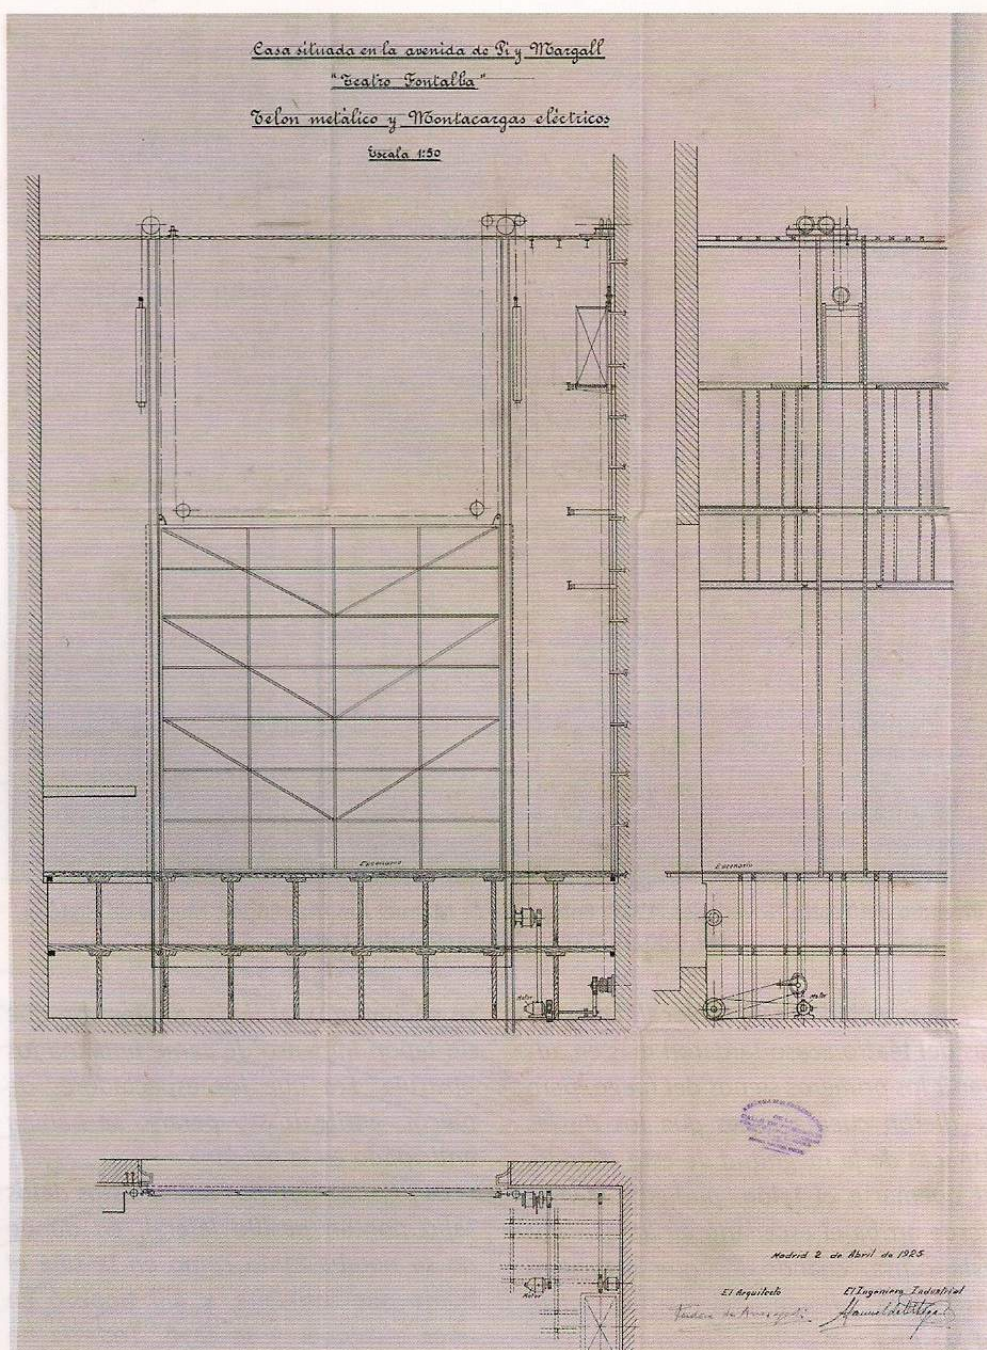 Casa situada en la avenida de Pi y Margall
"Teatro Fontalba"
Telon metálico y Montacargas eléctricos
Escala 1:50
Escenario
Escenario
Motor
Motor
Motor
Madrid 2 de Abril de 1925
El Arquitecto
El Ingeniero Industrial